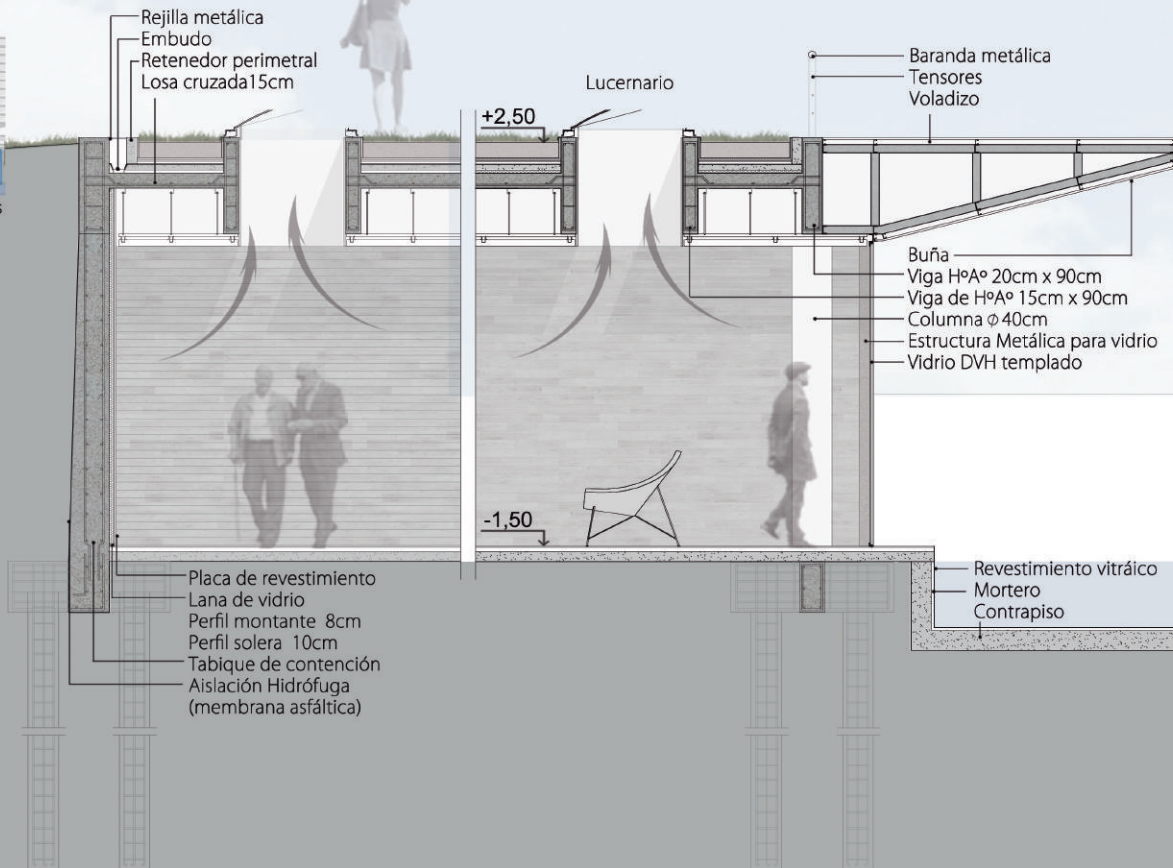 Rejilla metálica
Embudo
Retenedor perimetral
Losa cruzada15cm
Lucernario
+2,50
Baranda metálica
Tensores
Voladizo
Buña
Viga HºAº 20cm x 90cm
Viga de HºAº 15cm x 90cm
Columna ϕ 40cm
Estructura Metálica para vidrio
Vidrio DVH templado
-1,50
Placa de revestimiento
Lana de vidrio
Perfil montante 8cm
Perfil solera 10cm
Tabique de contención
Aislación Hidrófuga
(membrana asfáltica)
Revestimiento vitráico
Mortero
Contrapiso